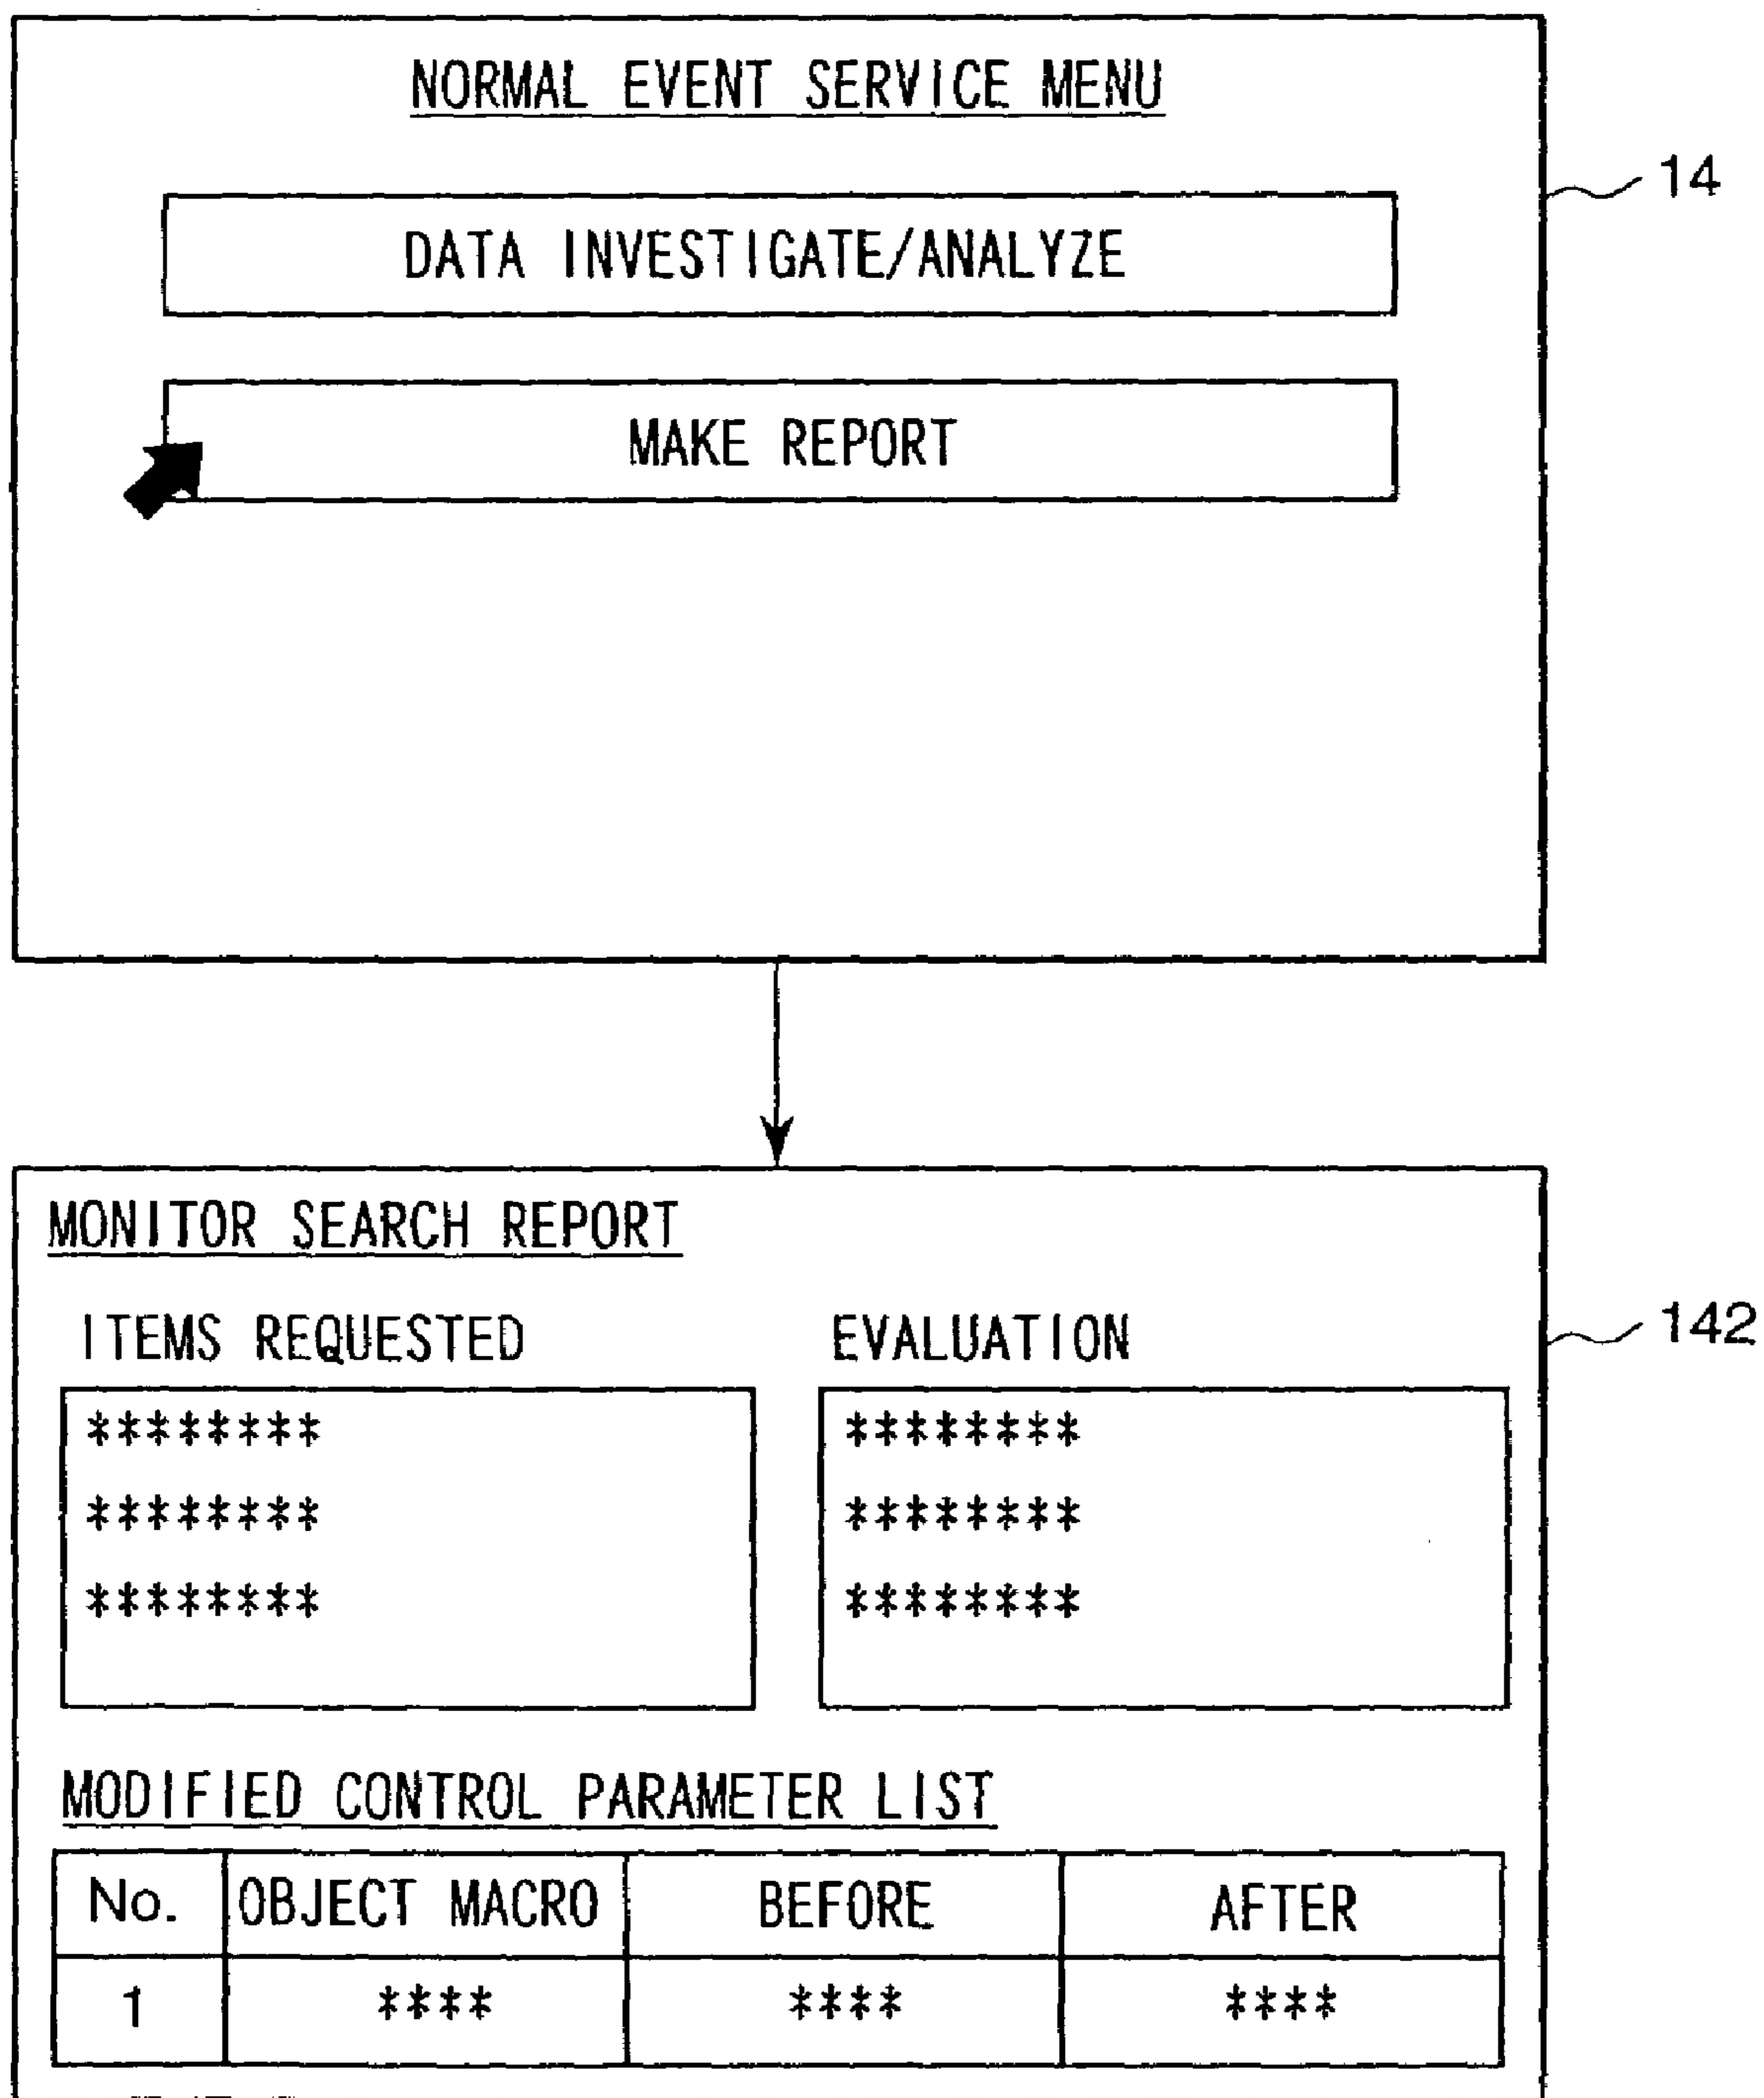 NORMAL EVENT SERVICE MENU
14
DATA INVESTIGATE/ANALYZE
MAKE REPORT
MONITOR SEARCH REPORT
142
ITEMS REQUESTED EVALUATION
******** ********
******** ********
******** ********
MODIFIED CONTROL PARAMETER LIST
No. OBJECT MACRO BEFORE AFTER
1 **** **** ****